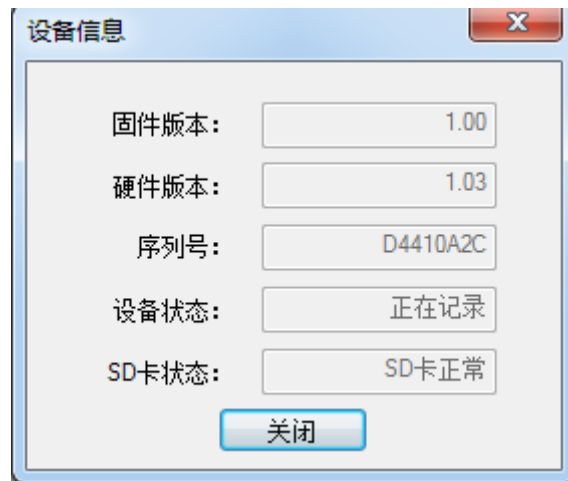 设备信息
固件版本： 1.00
硬件版本： 1.03
序列号： D4410A2C
设备状态： 正在记录
SD卡状态： SD卡正常
关闭